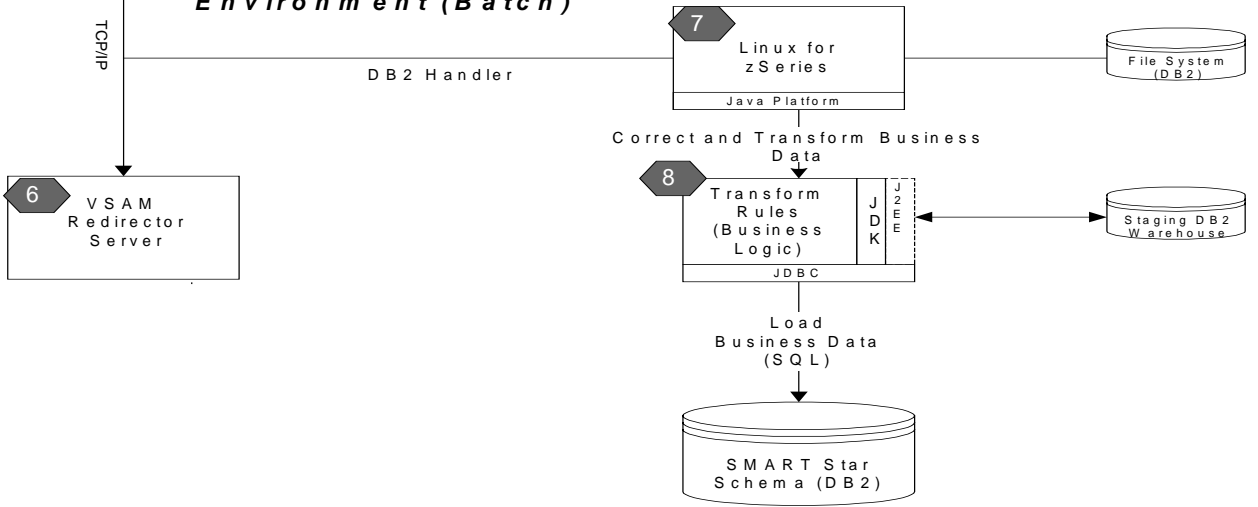 Environment (Batch)
TCP/IP
7
Linux for
zSeries
Java Platform
File System
(DB2)
DB2 Handler
Correct and Transform Business
Data
6
VSAM
Redirector
Server
8
Transform
Rules
(Business
Logic)
JDK
J2EE
JDBC
Staging DB2
Warehouse
Load
Business Data
(SQL)
SMART Star
Schema (DB2)